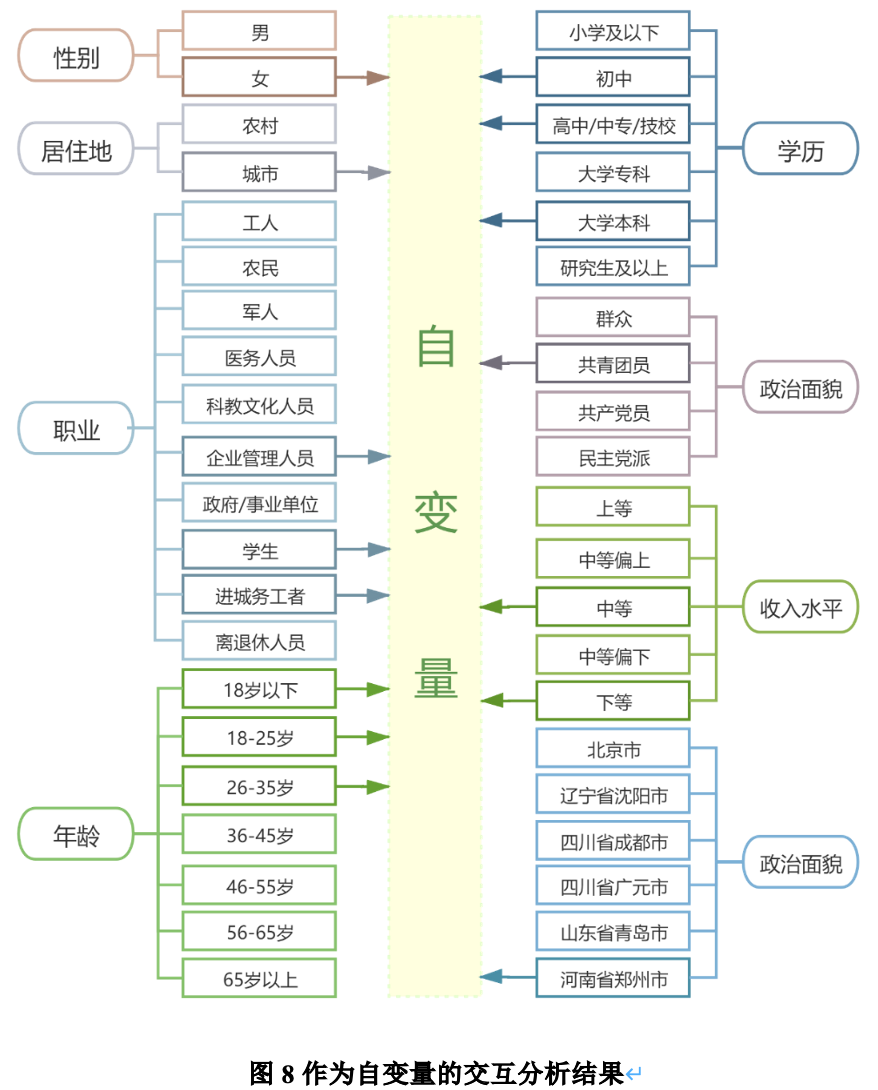 性别
男
女
居住地
农村
城市
职业
工人
农民
军人
医务人员
科教文化人员
企业管理人员
政府/事业单位
学生
进城务工者
离退休人员
年龄
18岁以下
18-25岁
26-35岁
36-45岁
46-55岁
56-65岁
65岁以上
自
变
量
小学及以下
初中
高中/中专/技校
大学专科
大学本科
研究生及以上
学历
群众
共青团员
共产党员
民主党派
政治面貌
上等
中等偏上
中等
中等偏下
下等
收入水平
北京市
辽宁省沈阳市
四川省成都市
四川省广元市
山东省青岛市
河南省郑州市
政治面貌
图 8 作为自变量的交互分析结果↵